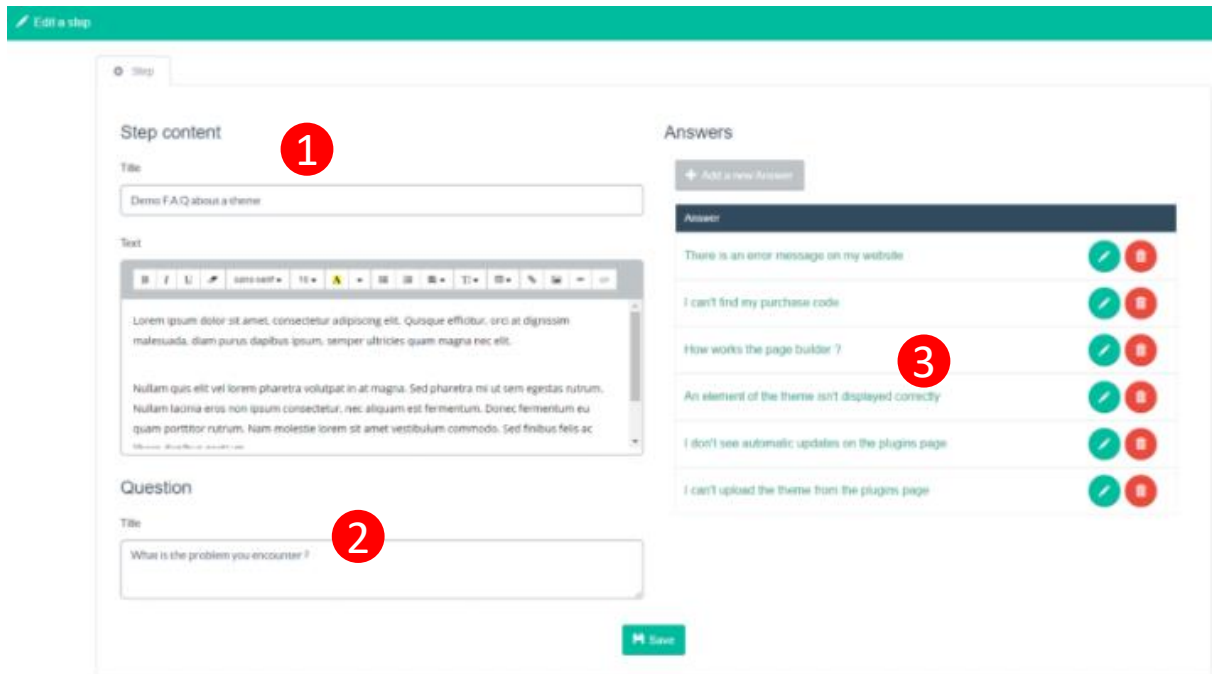 Edit a step
Step
Step content
1
Title
Demo F.A.Q about a theme
Text
B I U sans-serif 16 A
Lorem ipsum dolor sit amet, consectetur adipiscing elit. Quisque efficitur, orci at dignissim
malesuada, diam purus dapibus ipsum, semper ultricies quam magna nec elit.
Nullam quis elit vel lorem pharetra volutpat in at magna. Sed pharetra mi ut sem egestas rutrum.
Nullam lacinia eros non ipsum consectetur, nec aliquam est fermentum. Donec fermentum eu
quam porttitor rutrum. Nam molestie lorem sit amet vestibulum commodo. Sed finibus felis ac
Question
2
Title
What is the problem you encounter ?
Answers
Add a new Answer
Answer
There is an error message on my website
I can't find my purchase code
How works the page builder ?
3
An element of the theme isn't displayed correctly
I don't see automatic updates on the plugins page
I can't upload the theme from the plugins page
Save